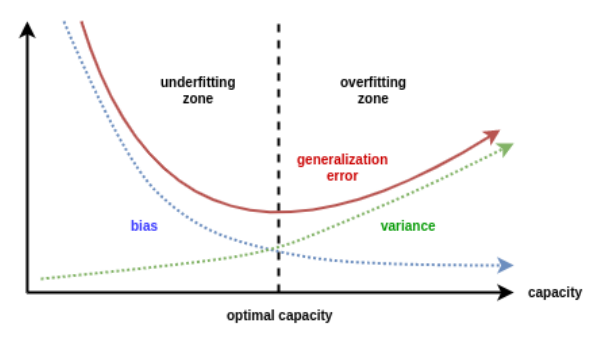 underfitting
zone
overfitting
zone
generalization
error
bias
variance
capacity
optimal capacity